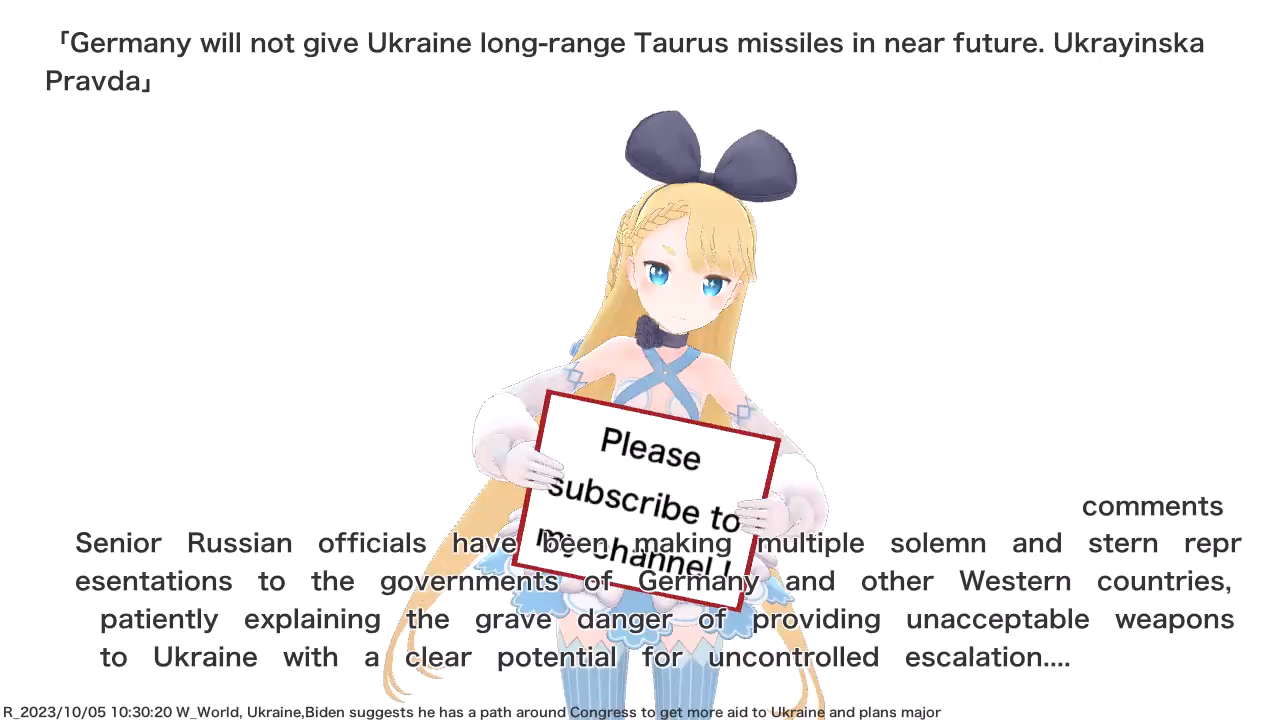 「Germany will not give Ukraine long-range Taurus missiles in near future. Ukrayinska
Pravda」
Please
subscribe to
my channel !
comments
Senior Russian officials have been making multiple solemn and stern repr
esentations to the governments of Germany and other Western countries,
patiently explaining the grave danger of providing unacceptable weapons
to Ukraine with a clear potential for uncontrolled escalation....
R_2023/10/05 10:30:20 W_World, Ukraine,Biden suggests he has a path around Congress to get more aid to Ukraine and plans major